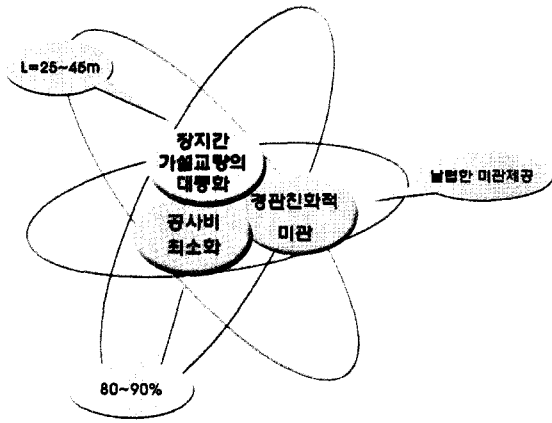 L=25~45m
장지간
가설교량의
대중화
날렵한 미관제공
경관친화적
미관
공사비
최소화
80~90%